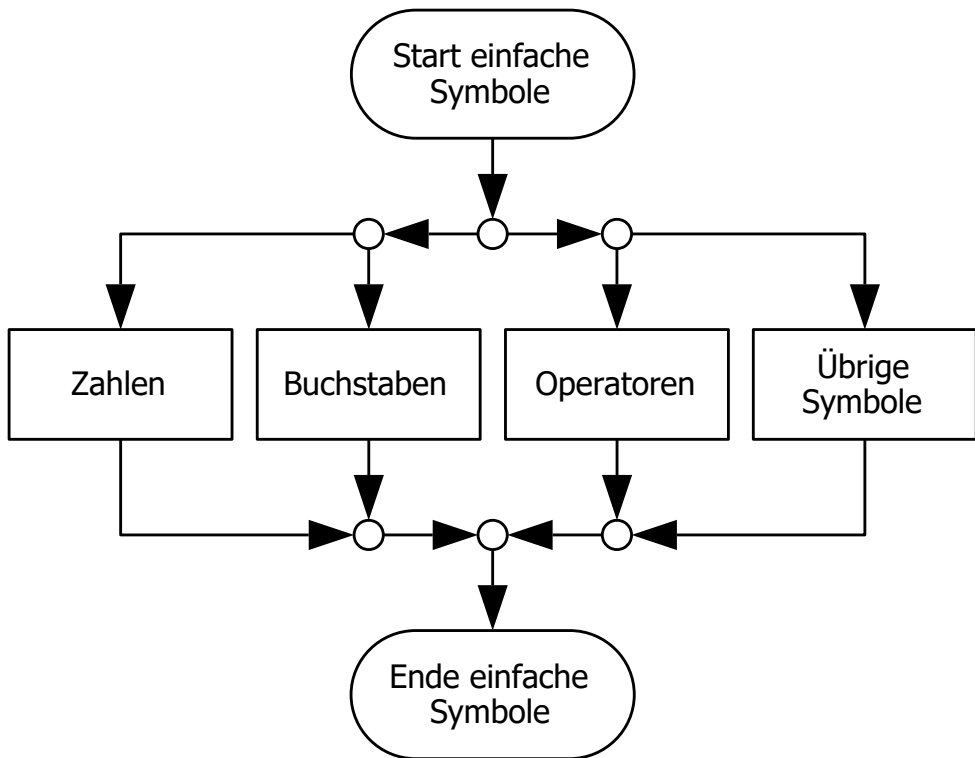 Start einfache
Symbole
Zahlen
Buchstaben
Operatoren
Übrige
Symbole
Ende einfache
Symbole